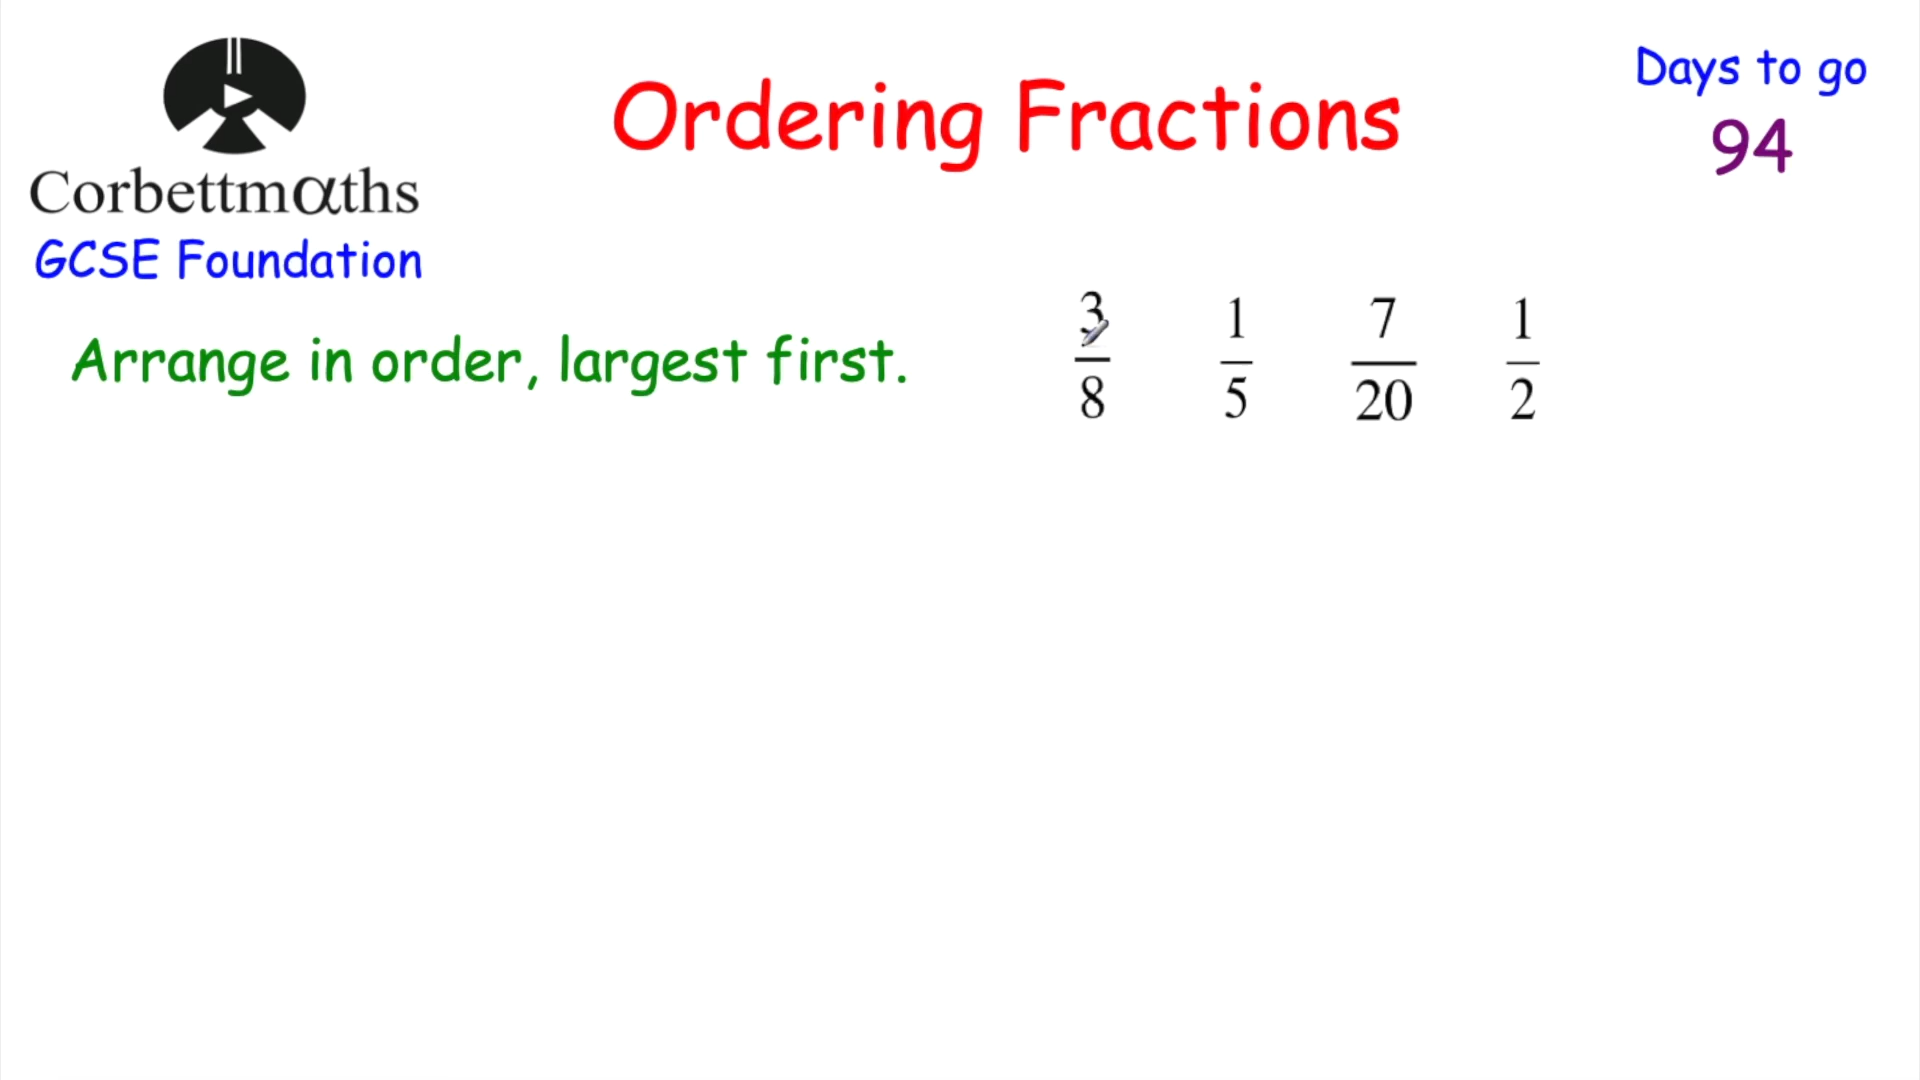 Corbettmαths
GCSE Foundation
Ordering Fractions
Days to go
94
Arrange in order, largest first.
3/8 1/5 7/20 1/2